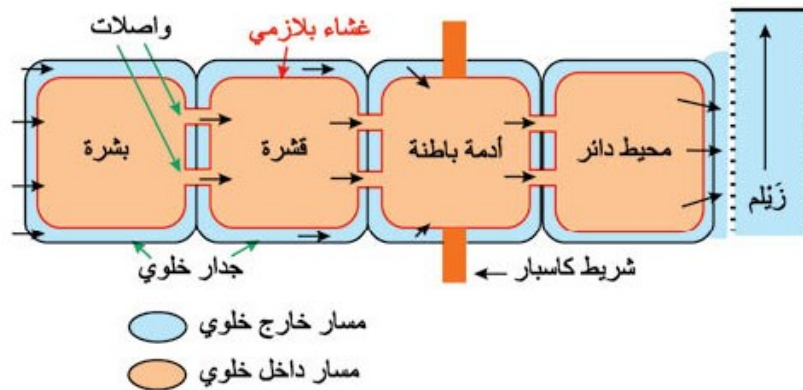 واصلات
غشاء بلازمي
بشرة
قشرة
أدمة باطنة
محيط دائر
زَيْلم
جدار خلوي
شريط كاسبار
مسار خارج خلوي
مسار داخل خلوي